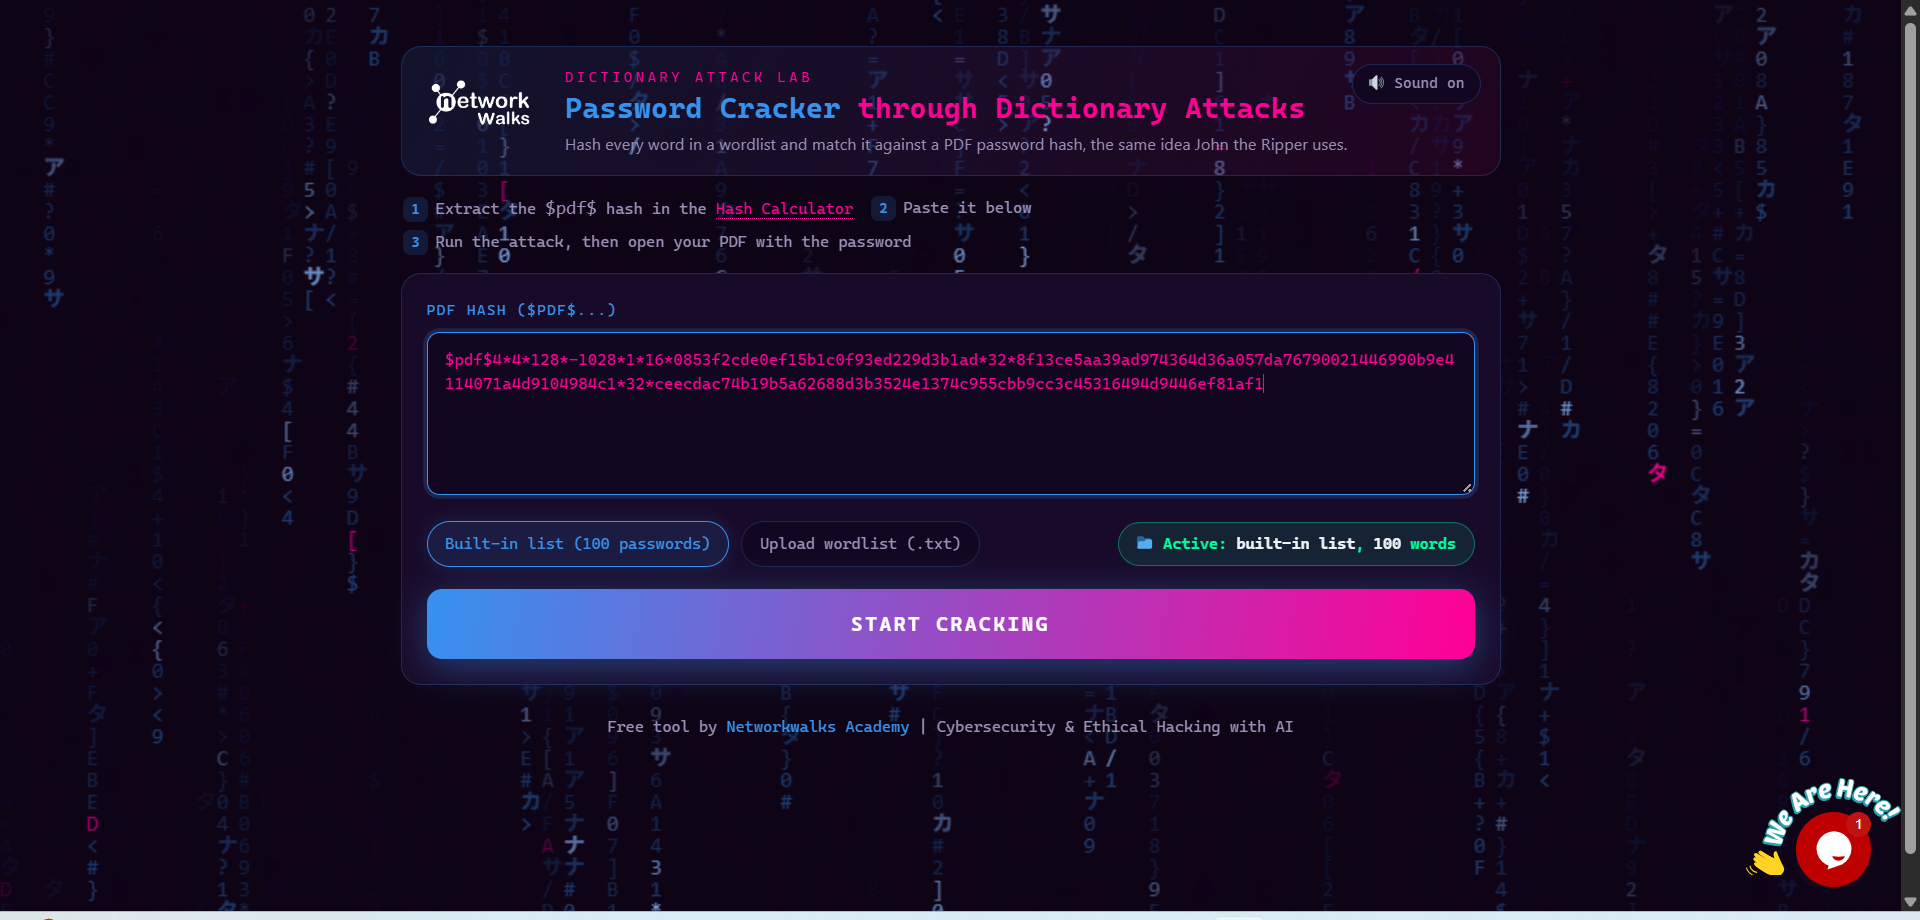 network
walks
DICTIONARY ATTACK LAB
Password Cracker through Dictionary Attacks
Hash every word in a wordlist and match it against a PDF password hash, the same idea John the Ripper uses.
Sound on
1 Extract the $pdf$ hash in the Hash Calculator 2 Paste it below
3 Run the attack, then open your PDF with the password
PDF HASH ($PDF$...)
$pdf$4*4*128*-1028*1*16*0853f2cde0ef15b1c0f93ed229d3b1ad*32*8f13ce5aa39ad974364d36a057da76790021446990b9e4
114071a4d9104984c1*32*ceecdac74b19b5a62688d3b3524e1374c955cbb9cc3c45316494d9446ef81af1
Built-in list (100 passwords)
Upload wordlist (.txt)
Active: built-in list, 100 words
START CRACKING
Free tool by Networkwalks Academy | Cybersecurity & Ethical Hacking with AI
We Are Here!
1